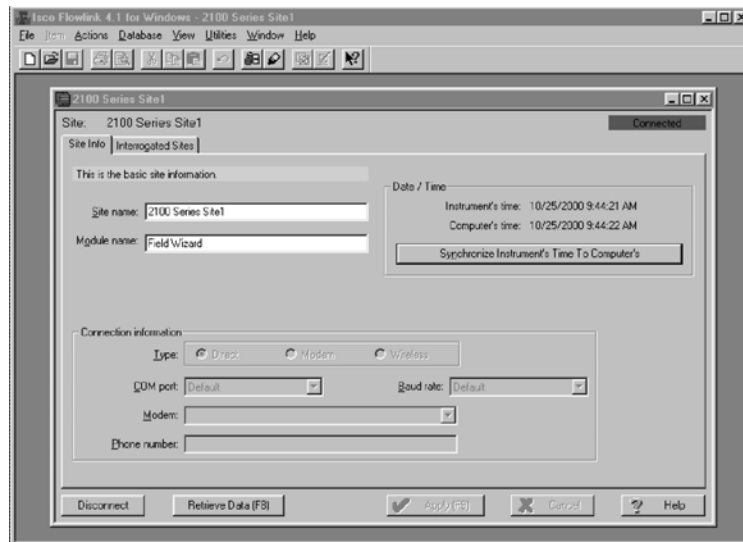 Isco Flowlink 4.1 for Windows - 2100 Series Site1
File Item Actions Database View Utilities Window Help
2100 Series Site1
Site: 2100 Series Site1
Connected
Site Info Interrogated Sites
This is the basic site information.
Site name: 2100 Series Site1
Module name: Field Wizard
Date / Time
Instrument's time: 10/25/2000 9:44:21 AM
Computer's time: 10/25/2000 9:44:22 AM
Synchronize Instrument's Time To Computer's
Connection information
Type: Direct Modem Wireless
COM port: Default Baud rate: Default
Modem:
Phone number:
Disconnect Retrieve Data (F8) Apply (F5) Cancel Help